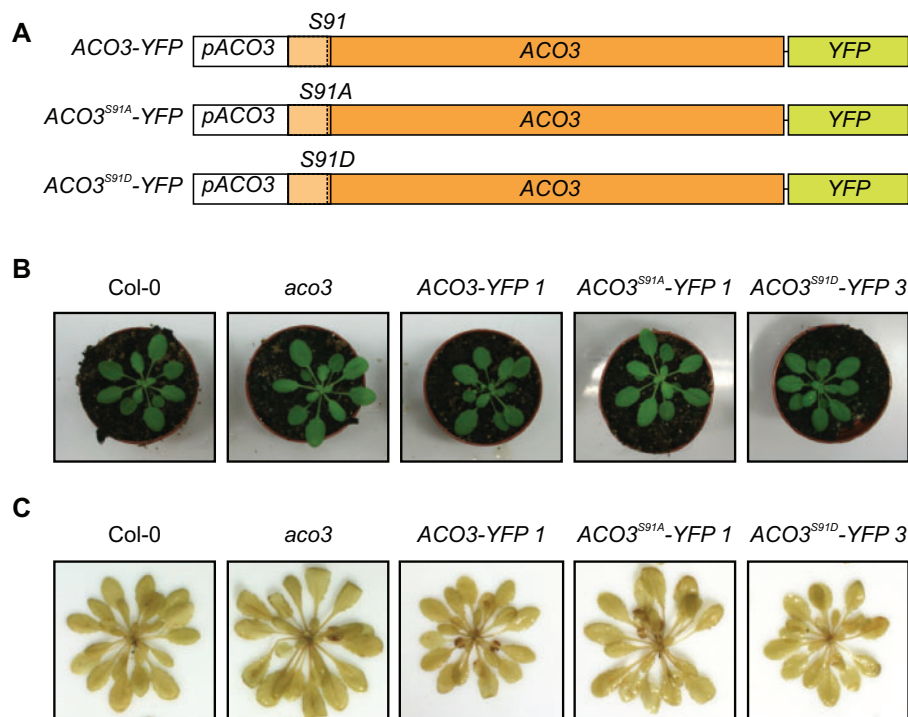 A
S91
ACO3-YFP pACO3 ACO3 YFP
S91A
ACO3S91A-YFP pACO3 ACO3 YFP
S91D
ACO3S91D-YFP pACO3 ACO3 YFP
B
Col-0 aco3 ACO3-YFP 1 ACO3S91A-YFP 1 ACO3S91D-YFP 3
C
Col-0 aco3 ACO3-YFP 1 ACO3S91A-YFP 1 ACO3S91D-YFP 3